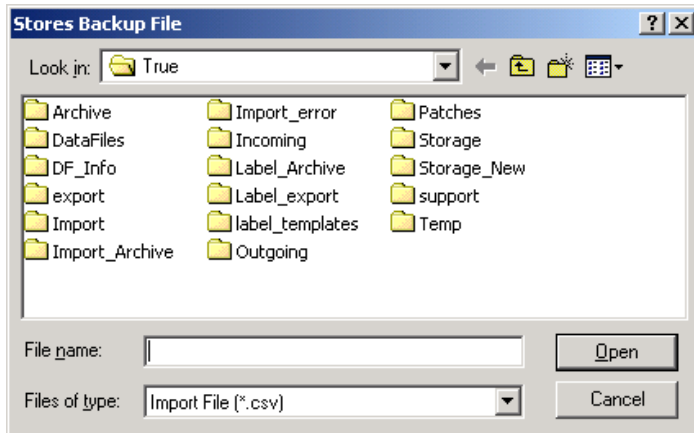 Stores Backup File
Look in: True
Archive Import_error Patches
DataFiles Incoming Storage
DF_Info Label_Archive Storage_New
export Label_export support
Import label_templates Temp
Import_Archive Outgoing
File name: Open
Files of type: Import File (*.csv) Cancel